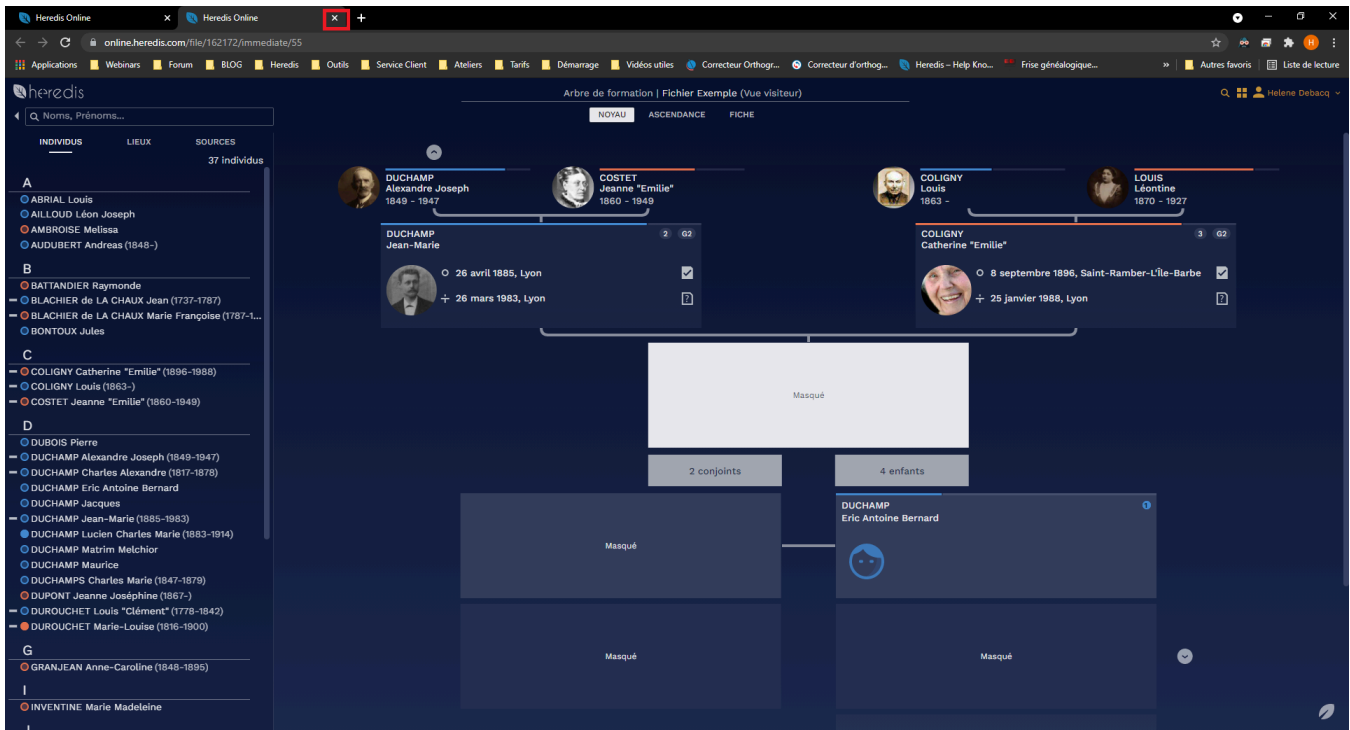 Heredis Online
Heredis Online
online.heredis.com/file/162172/immediate/55
Applications Webinars Forum BLOG Heredis Outils Service Client Ateliers Tarifs Démarrage Vidéos utiles Correcteur Orthogr... Correcteur d'orthog... Heredis – Help Kno... Frise généalogique... » Autres favoris Liste de lecture
heredis
Arbre de formation | Fichier Exemple (Vue visiteur)
Helene Debacq
Noms, Prénoms...
NOYAU ASCENDANCE FICHE
INDIVIDUS LIEUX SOURCES
37 individus
A
ABRIAL Louis
AILLOUD Léon Joseph
AMBROISE Melissa
AUDUBERT Andreas (1848-)
B
BATTANDIER Raymonde
BLACHIER de LA CHAUX Jean (1737-1787)
BLACHIER de LA CHAUX Marie Françoise (1787-1...
BONTOUX Jules
C
COLIGNY Catherine "Emilie" (1896-1988)
COLIGNY Louis (1863-)
COSTET Jeanne "Emilie" (1860-1949)
D
DUBOIS Pierre
DUCHAMP Alexandre Joseph (1849-1947)
DUCHAMP Charles Alexandre (1817-1878)
DUCHAMP Eric Antoine Bernard
DUCHAMP Jacques
DUCHAMP Jean-Marie (1885-1983)
DUCHAMP Lucien Charles Marie (1883-1914)
DUCHAMP Matrim Melchior
DUCHAMP Maurice
DUCHAMPS Charles Marie (1847-1879)
DUPONT Jeanne Joséphine (1867-)
DUROUCHET Louis "Clément" (1778-1842)
DUROUCHET Marie-Louise (1816-1900)
G
GRANJEAN Anne-Caroline (1848-1895)
I
INVENTINE Marie Madeleine
DUCHAMP
Alexandre Joseph
1849 - 1947
COSTET
Jeanne "Emilie"
1860 - 1949
COLIGNY
Louis
1863 -
LOUIS
Léontine
1870 - 1927
DUCHAMP 2 G2
Jean-Marie
26 avril 1885, Lyon
26 mars 1983, Lyon
COLIGNY 3 G2
Catherine "Emilie"
8 septembre 1896, Saint-Ramber-L'Île-Barbe
25 janvier 1988, Lyon
Masqué
2 conjoints 4 enfants
Masqué
DUCHAMP 1
Eric Antoine Bernard
Masqué
Masqué